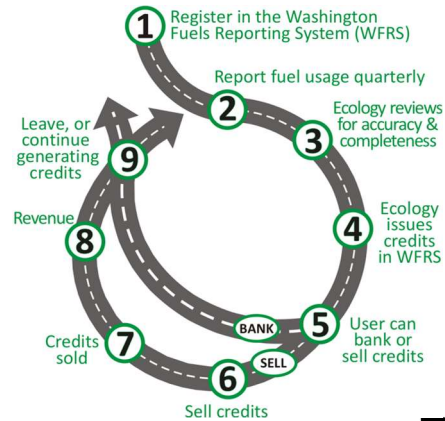 1
Register in the Washington
Fuels Reporting System (WFRS)
2
Report fuel usage quarterly
3
Ecology reviews
for accuracy &
completeness
4
Ecology
issues
credits
in WFRS
5
User can
bank or
sell credits
BANK
SELL
6
Sell credits
7
Credits
sold
8
Revenue
9
Leave, or
continue
generating
credits